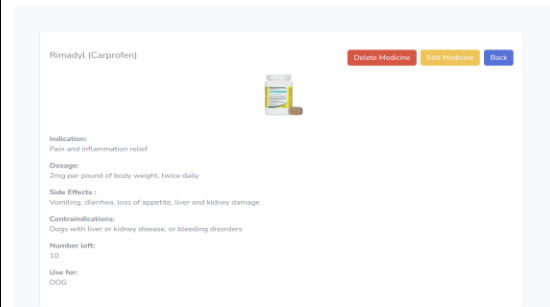 Rimadyl (Carprofen)
Delete Medicine
Edit Medicine
Back
Indication:
Pain and inflammation relief
Dosage:
2mg per pound of body weight, twice daily
Side Effects :
Vomiting, diarrhea, loss of appetite, liver and kidney damage
Contraindications:
Dogs with liver or kidney disease, or bleeding disorders
Number left:
10
Use for:
DOG